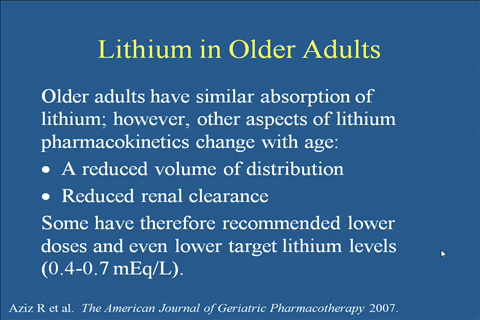 Lithium in Older Adults
Older adults have similar absorption of
lithium; however, other aspects of lithium
pharmacokinetics change with age:
• A reduced volume of distribution
• Reduced renal clearance
Some have therefore recommended lower
doses and even lower target lithium levels
(0.4-0.7 mEq/L).
Aziz R et al. The American Journal of Geriatric Pharmacotherapy 2007.